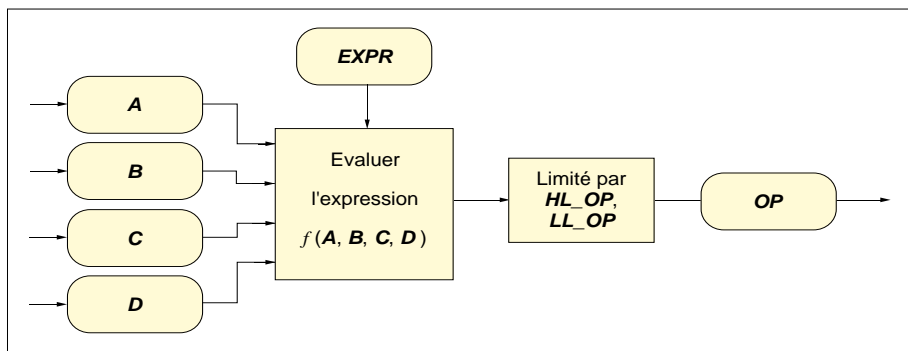 EXPR
A
B
C
D
Evaluer
l'expression
f(A, B, C, D)
Limité par
HL_OP,
LL_OP
OP